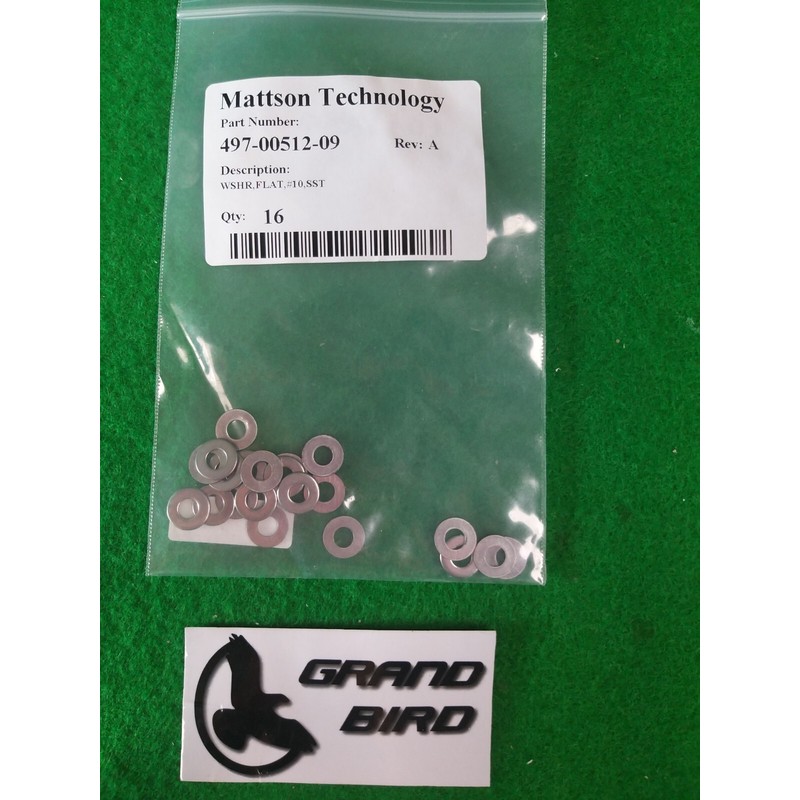 Mattson Technology
Part Number:
497-00512-09 Rev: A
Description:
WSHR,FLAT,#10,SST
Qty: 16
GRAND
BIRD